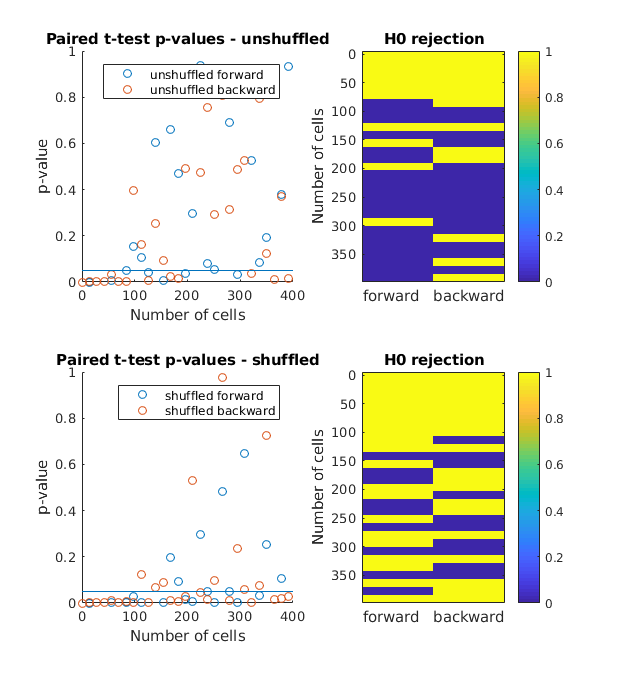 Paired t-test p-values - unshuffled
1
0.8
0.6
0.4
0.2
0
p-value
unshuffled forward
unshuffled backward
0 100 200 300 400
Number of cells
H0 rejection
0
50
100
150
200
250
300
350
Number of cells
forward backward
1
0.8
0.6
0.4
0.2
0
Paired t-test p-values - shuffled
1
0.8
0.6
0.4
0.2
0
p-value
shuffled forward
shuffled backward
0 100 200 300 400
Number of cells
H0 rejection
0
50
100
150
200
250
300
350
Number of cells
forward backward
1
0.8
0.6
0.4
0.2
0